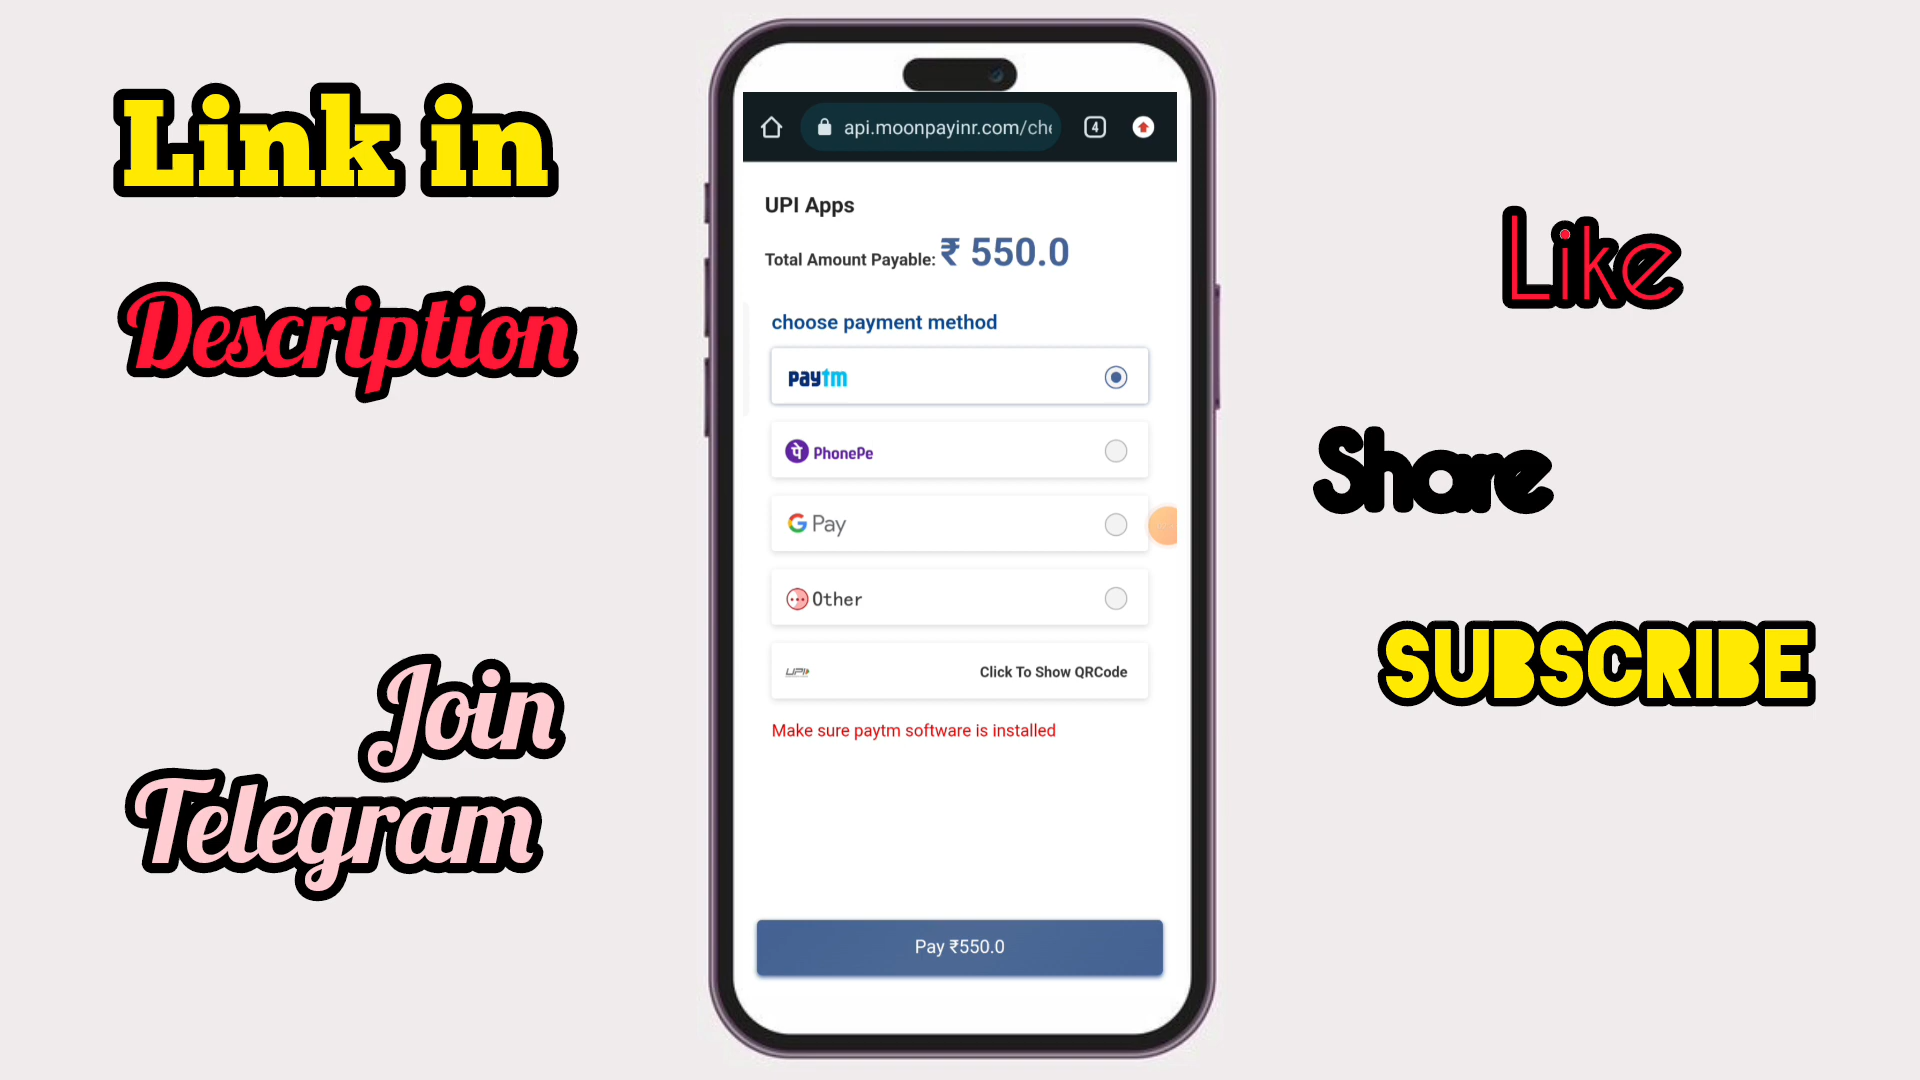 Link in
Description
Join
Telegram
api.moonpayinr.com/che
4
UPI Apps
Total Amount Payable: ₹ 550.0
choose payment method
paytm
पे PhonePe
G Pay
Other
UPI Click To Show QRCode
Make sure paytm software is installed
Pay ₹550.0
Like
Share
SUBSCRIBE